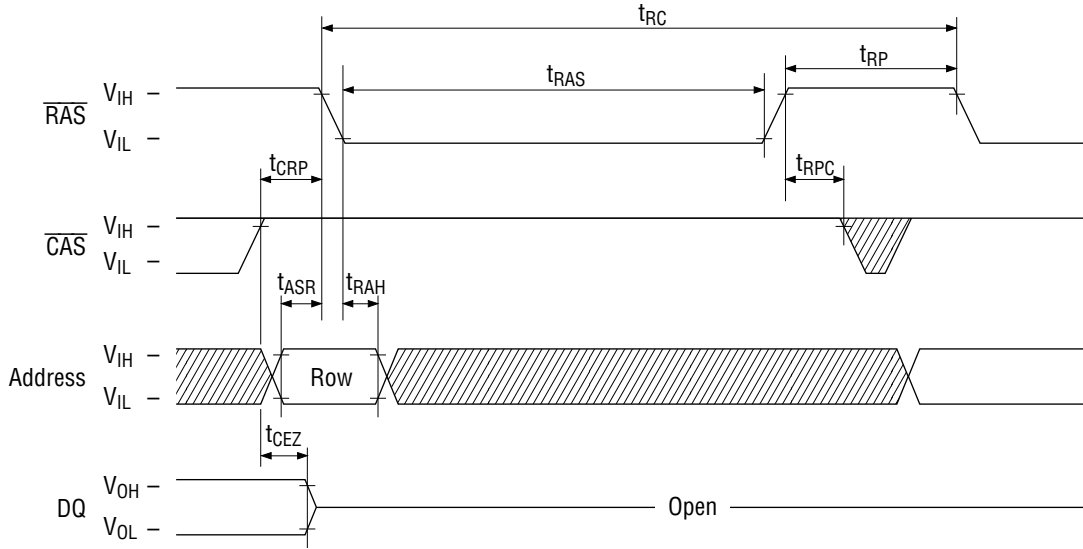 tRC
tRP
tRAS
RAS
VIH –
VIL –
tCRP
tRPC
CAS
VIH –
VIL –
tASR
tRAH
Address
VIH –
VIL –
Row
tCEZ
DQ
VOH –
VOL –
Open